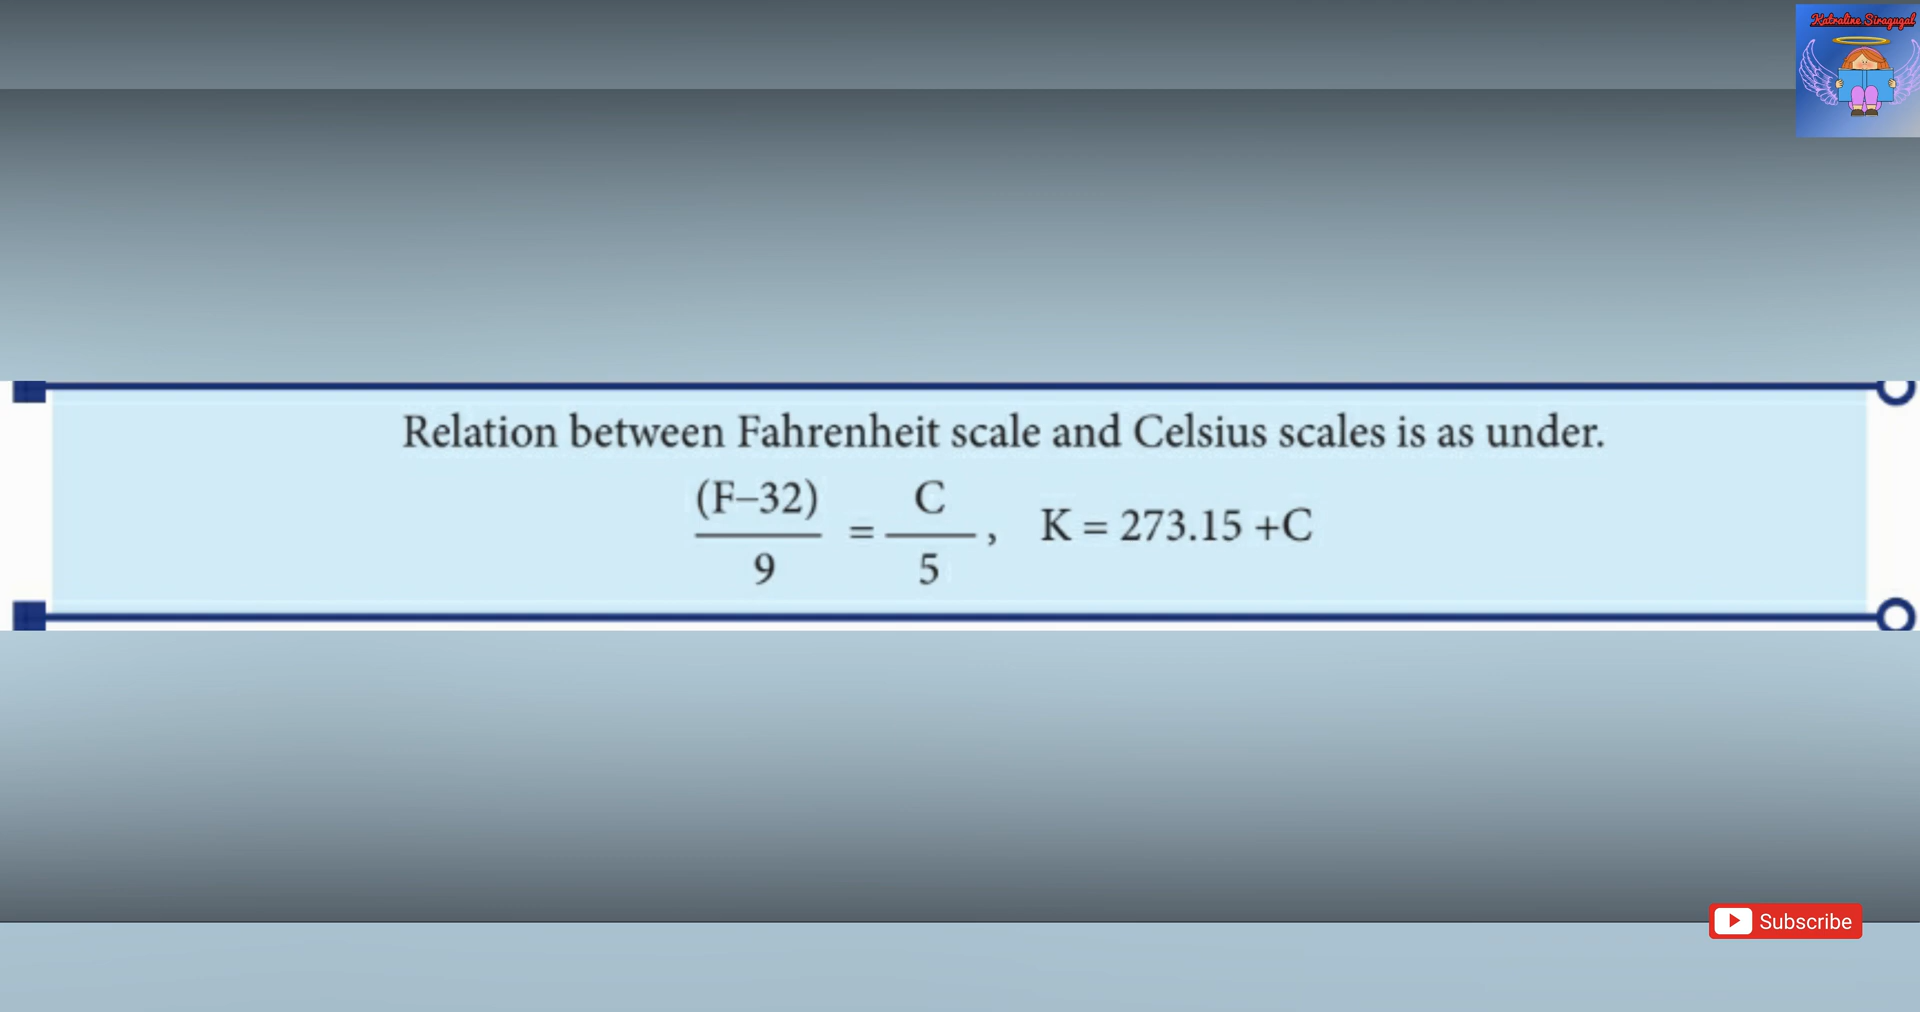 Katraline Siragugal
Relation between Fahrenheit scale and Celsius scales is as under.
(F–32)/9 = C/5 , K = 273.15 +C
Subscribe